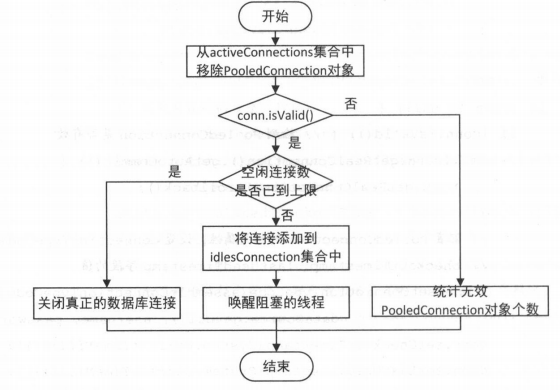 开始
从activeConnections集合中
移除PooledConnection对象
conn.isValid()
否
是
空闲连接数
是否已到上限
是
否
将连接添加到
idlesConnection集合中
关闭真正的数据库连接
唤醒阻塞的线程
统计无效
PooledConnection对象个数
结束